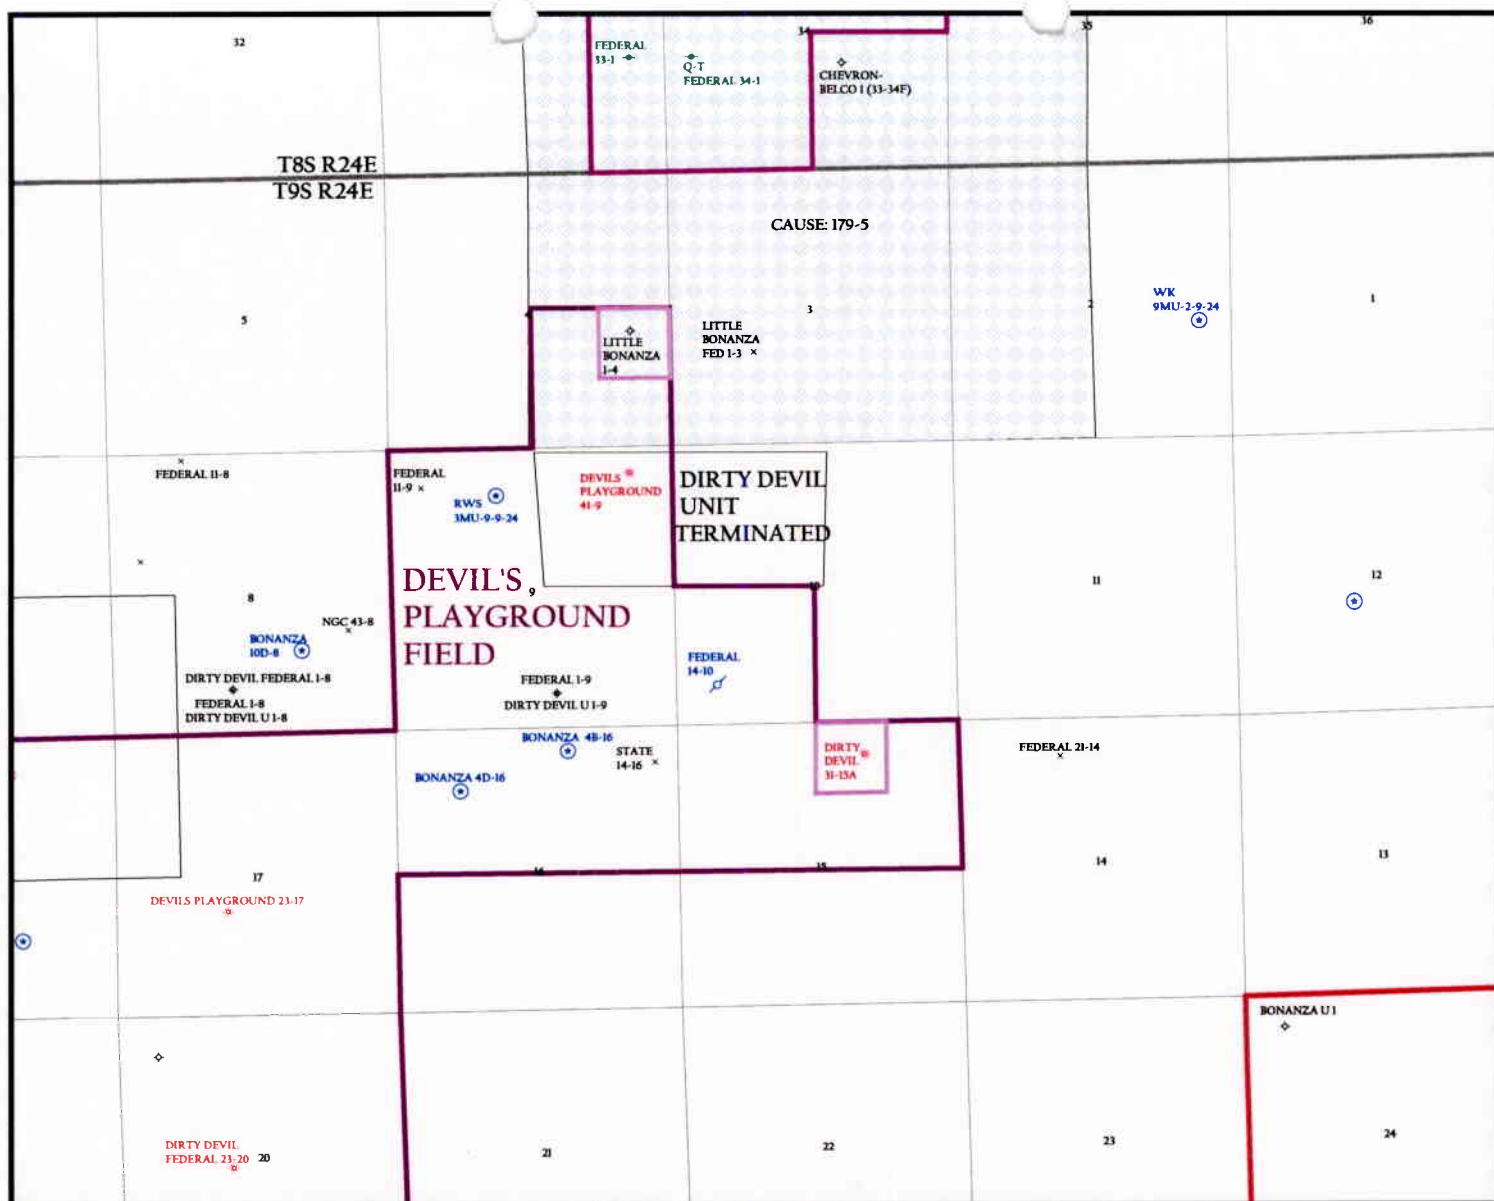 32
34
35
36
FEDERAL
33-1
Q-T
FEDERAL 34-1
CHEVRON-
BELCO 1 (33-34F)
T8S R24E
T9S R24E
CAUSE: 179-5
5
4
3
2
1
WK
9MU-2-9-24
LITTLE
BONANZA
1-4
LITTLE
BONANZA
FED 1-3
FEDERAL 11-8
FEDERAL
11-9
RWS
3MU-9-9-24
DEVILS
PLAYGROUND
41-9
DIRTY DEVIL
UNIT
TERMINATED
DEVIL'S
PLAYGROUND
FIELD
8
9
10
11
12
NGC 43-8
BONANZA
10D-8
DIRTY DEVIL FEDERAL 1-8
FEDERAL 1-8
DIRTY DEVIL U 1-8
FEDERAL 1-9
DIRTY DEVIL U 1-9
FEDERAL
14-10
BONANZA 4B-16
STATE
14-16
BONANZA 4D-16
DIRTY
DEVIL
31-15A
FEDERAL 21-14
17
16
15
14
13
DEVILS PLAYGROUND 23-17
BONANZA U 1
DIRTY DEVIL
FEDERAL 23-20
20
21
22
23
24